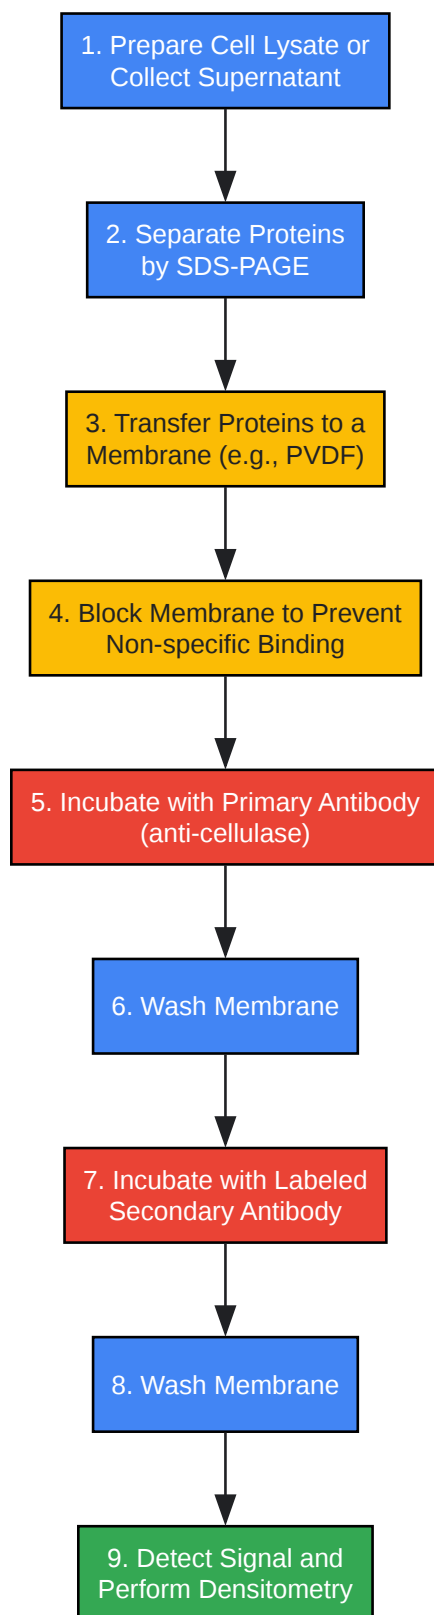 1. Prepare Cell Lysate or
Collect Supernatant
2. Separate Proteins
by SDS-PAGE
3. Transfer Proteins to a
Membrane (e.g., PVDF)
4. Block Membrane to Prevent
Non-specific Binding
5. Incubate with Primary Antibody
(anti-cellulase)
6. Wash Membrane
7. Incubate with Labeled
Secondary Antibody
8. Wash Membrane
9. Detect Signal and
Perform Densitometry